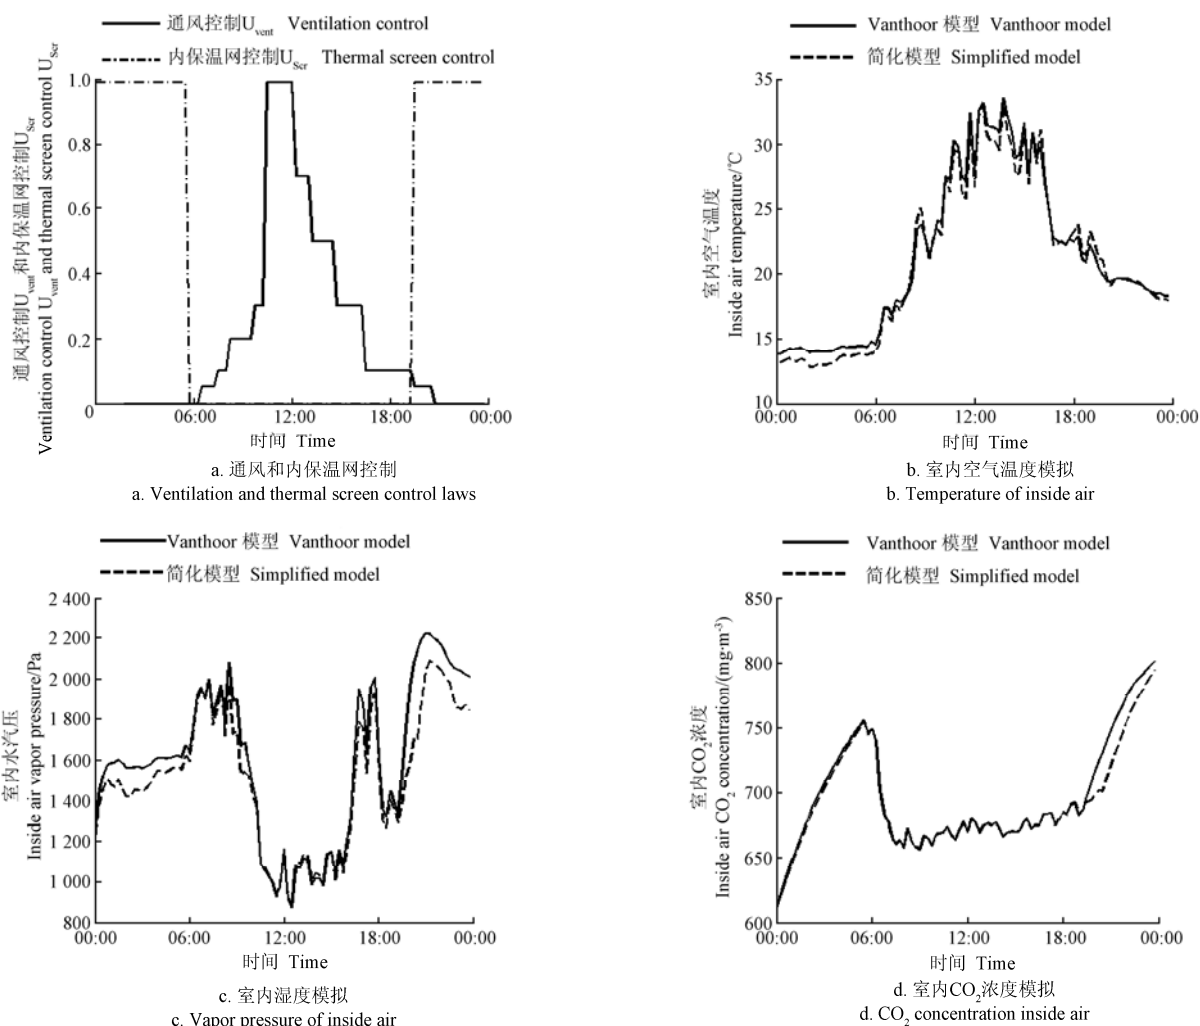 通风控制Uvent Ventilation control
内保温网控制UScr Thermal screen control
通风控制Uvent和内保温网控制UScr
Ventilation control Uvent and thermal screen control UScr
1.0
0.8
0.6
0.4
0.2
0
06:00 12:00 18:00 00:00
时间 Time
a. 通风和内保温网控制
a. Ventilation and thermal screen control laws
Vanthoor 模型 Vanthoor model
简化模型 Simplified model
室内空气温度
Inside air temperature/℃
35
30
25
20
15
10
00:00 06:00 12:00 18:00 00:00
时间 Time
b. 室内空气温度模拟
b. Temperature of inside air
Vanthoor 模型 Vanthoor model
简化模型 Simplified model
室内水汽压
Inside air vapor pressure/Pa
2 400
2 200
2 000
1 800
1 600
1 400
1 200
1 000
800
00:00 06:00 12:00 18:00 00:00
时间 Time
c. 室内湿度模拟
c. Vapor pressure of inside air
Vanthoor 模型 Vanthoor model
简化模型 Simplified model
室内CO2浓度
Inside air CO2 concentration/(mg·m-3)
850
800
750
700
650
600
00:00 06:00 12:00 18:00 00:00
时间 Time
d. 室内CO2浓度模拟
d. CO2 concentration inside air